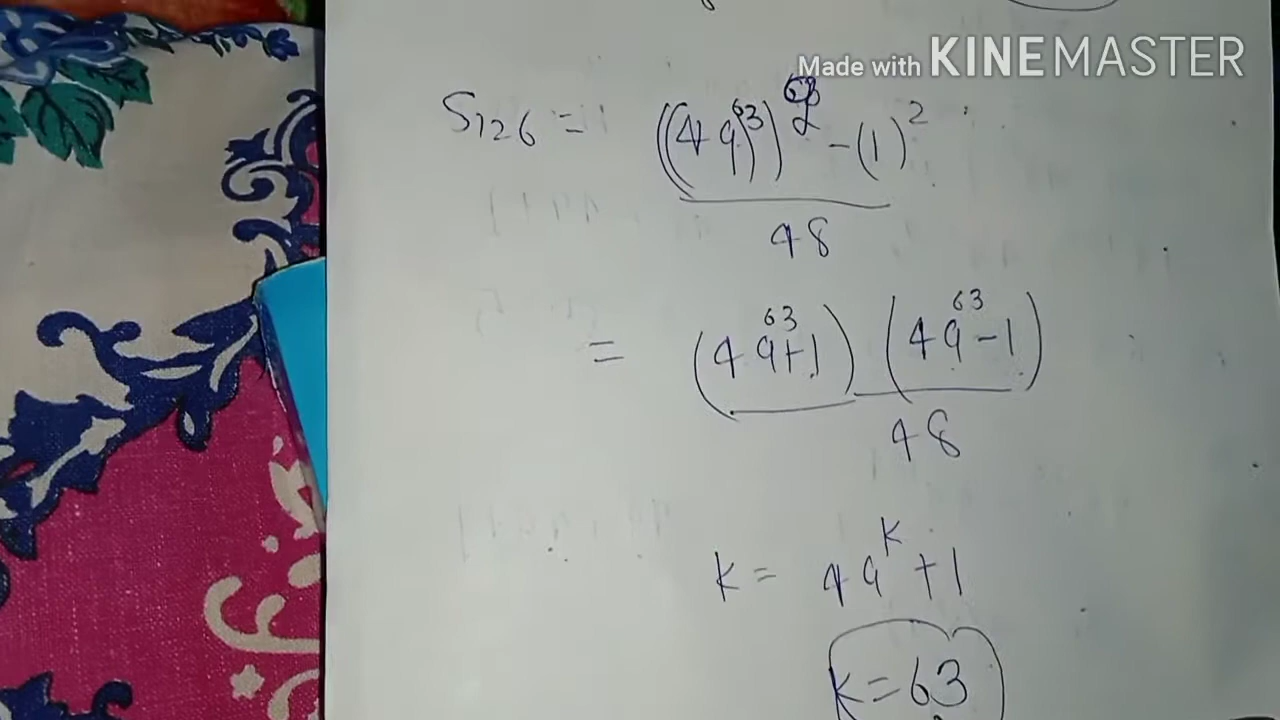 Made with KINEMASTER
S126 = ((49)^63)^2 - (1)^2
48
= (49^63+1) (49^63-1)
48
k= 49^k+1
k=63